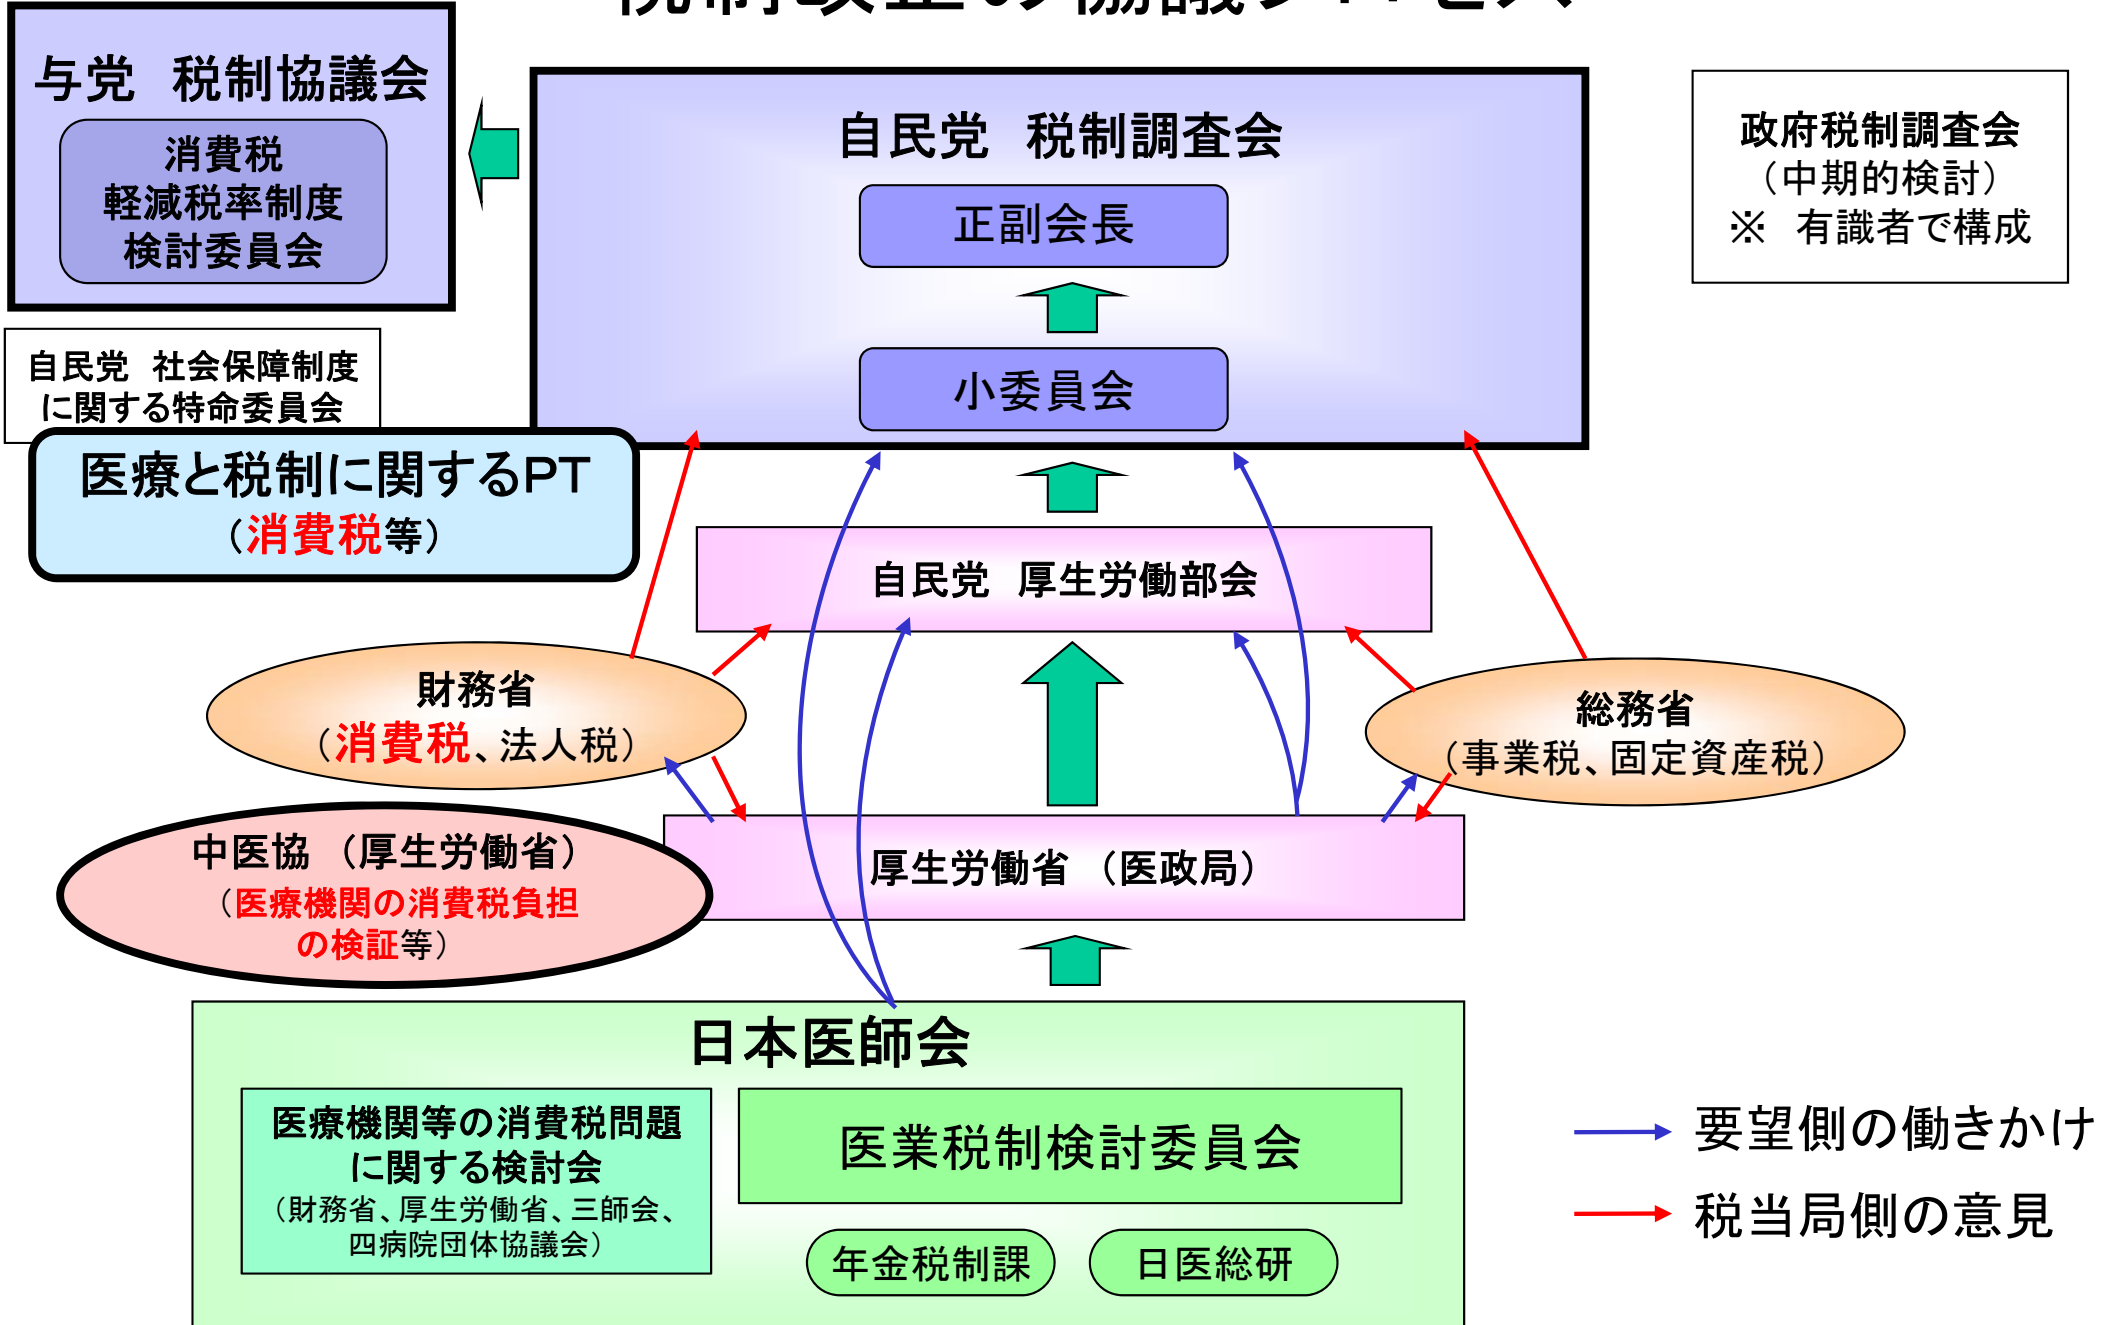 税制改正の協議プロセス
与党　税制協議会
消費税
軽減税率制度
検討委員会
自民党　税制調査会
正副会長
小委員会
政府税制調査会
（中期的検討）
※　有識者で構成
自民党　社会保障制度
に関する特命委員会
医療と税制に関するPT
（消費税等）
自民党　厚生労働部会
財務省
（消費税、法人税）
総務省
（事業税、固定資産税）
中医協（厚生労働省）
（医療機関の消費税負担
の検証等）
厚生労働省（医政局）
日本医師会
医療機関等の消費税問題
に関する検討会
（財務省、厚生労働省、三師会、
四病院団体協議会）
医業税制検討委員会
年金税制課
日医総研
要望側の働きかけ
税当局側の意見